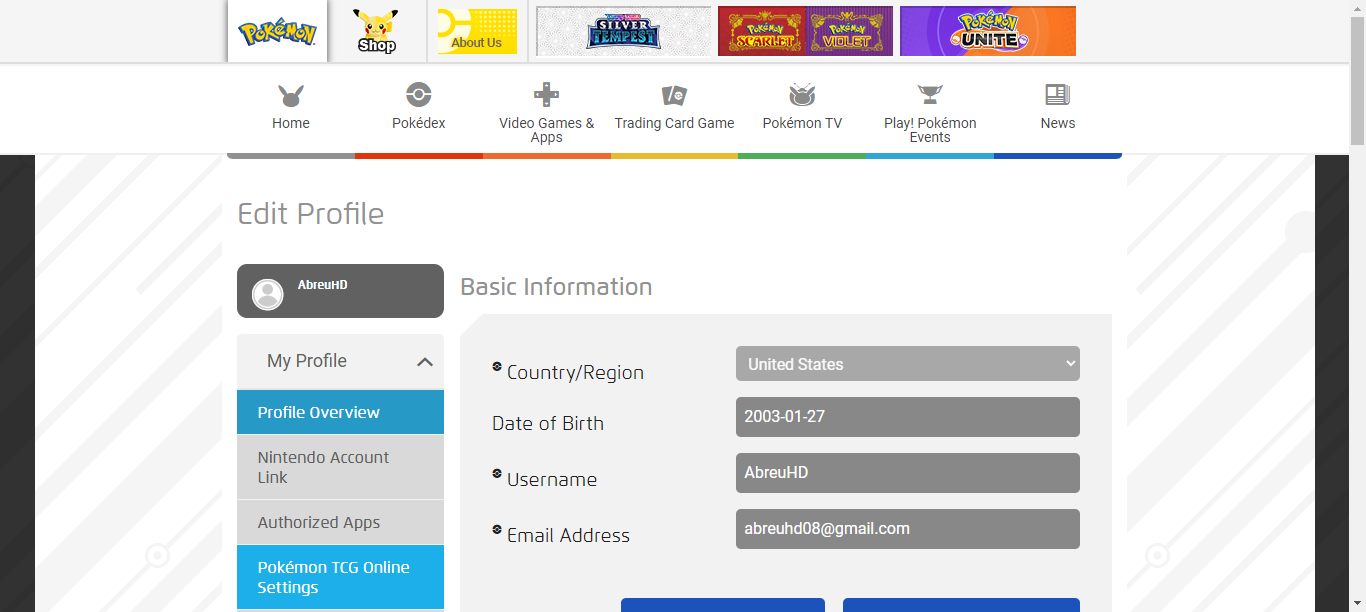 Pokémon
Shop
About Us
SILVER
TEMPEST
Pokémon
SCARLET
Pokémon
VIOLET
Pokémon
UNITE
Home
Pokédex
Video Games &
Apps
Trading Card Game
Pokémon TV
Play! Pokémon
Events
News
Edit Profile
AbreuHD
My Profile
Profile Overview
Nintendo Account
Link
Authorized Apps
Pokémon TCG Online
Settings
Basic Information
Country/Region
United States
Date of Birth
2003-01-27
Username
AbreuHD
Email Address
abreuhd08@gmail.com